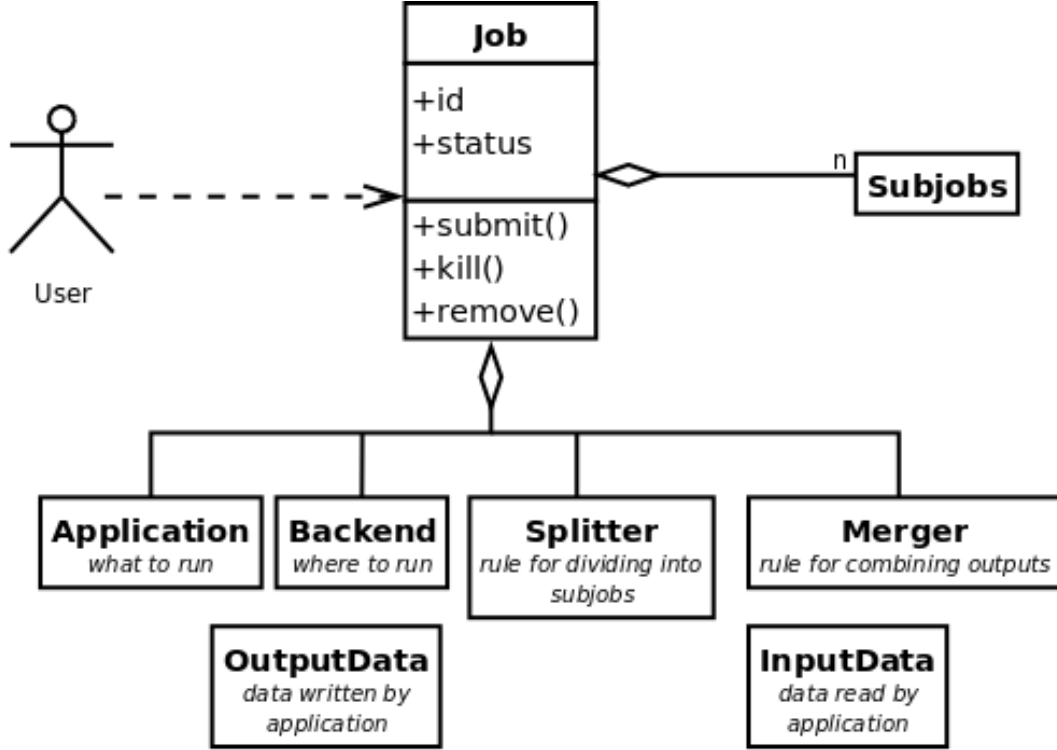 Job
+id
+status
+submit()
+kill()
+remove()
User
n
Subjobs
Application
what to run
Backend
where to run
Splitter
rule for dividing into
subjobs
Merger
rule for combining outputs
OutputData
data written by
application
InputData
data read by
application